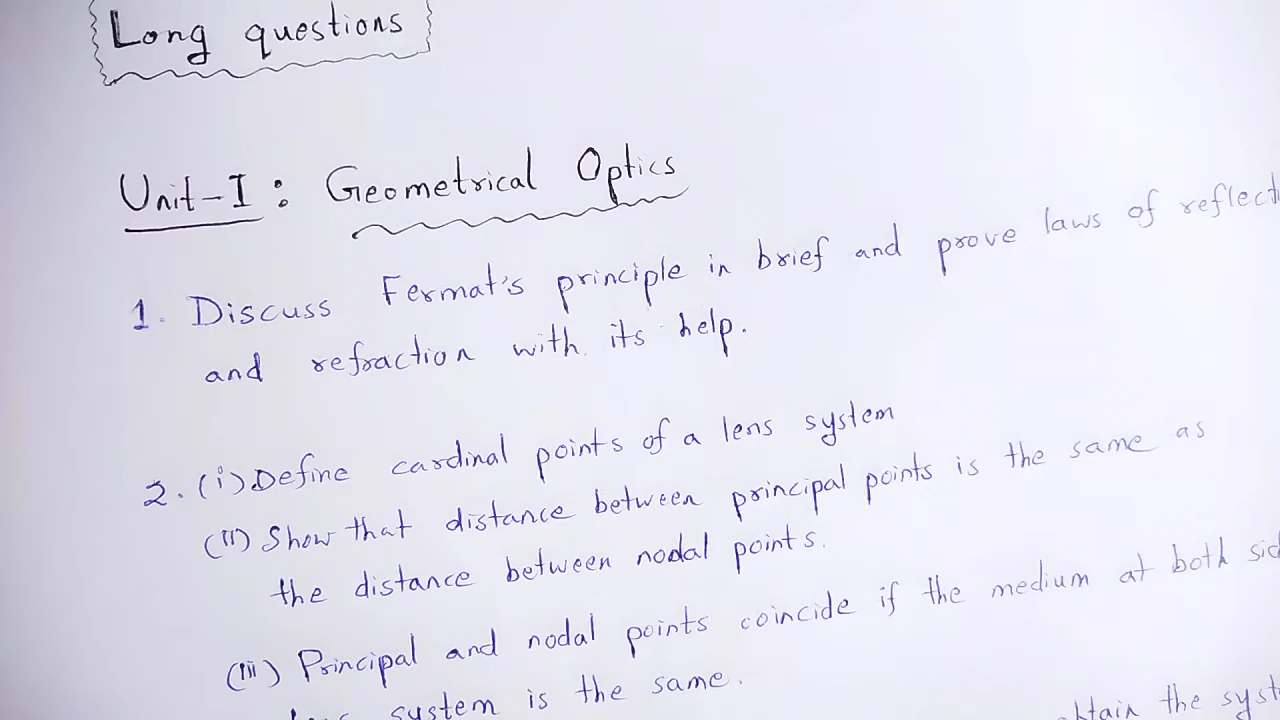 Long questions
Unit-I: Geometrical Optics
1. Discuss Fermat's principle in brief and prove laws of reflecti
and refraction with its help.
2. (i) Define cardinal points of a lens system
(ii) Show that distance between principal points is the same as
the distance between nodal points.
(iii) Principal and nodal points coincide if the medium at both sid
system is the same.
the syst